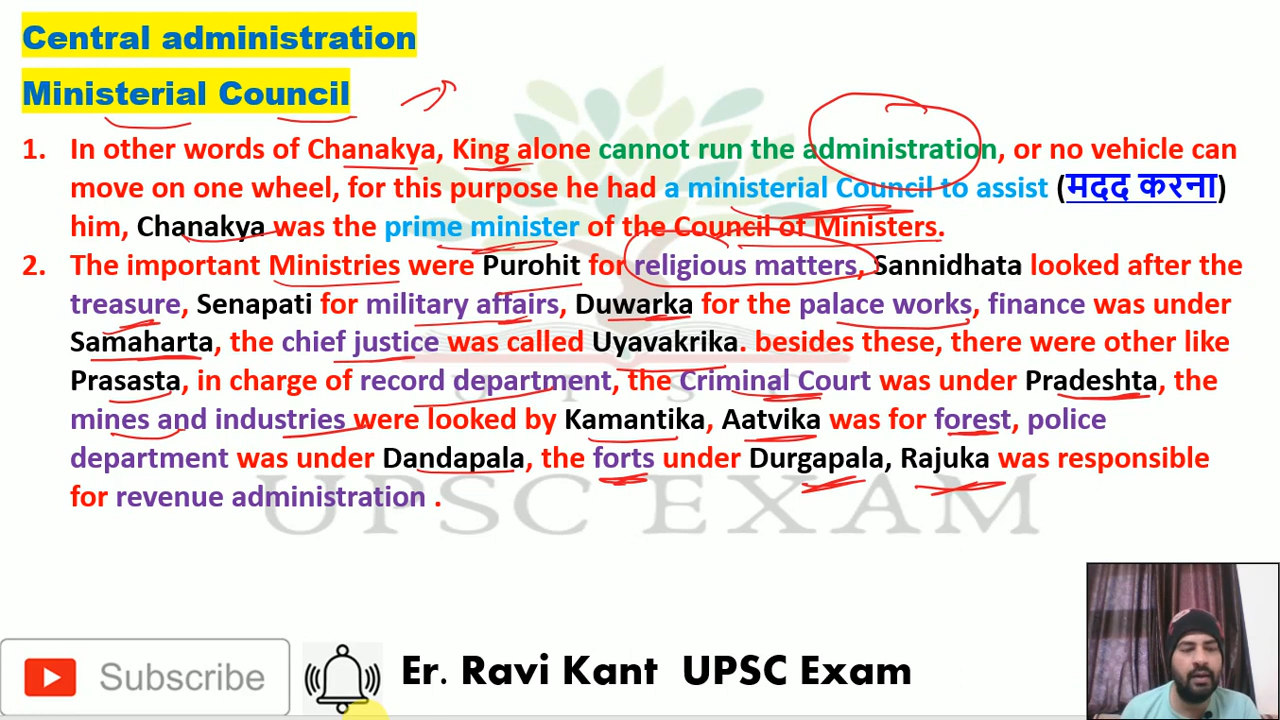 Central administration
Ministerial Council
1. In other words of Chanakya, King alone cannot run the administration, or no vehicle can
move on one wheel, for this purpose he had a ministerial Council to assist (मदद करना)
him, Chanakya was the prime minister of the Council of Ministers.
2. The important Ministries were Purohit for religious matters, Sannidhata looked after the
treasure, Senapati for military affairs, Duwarka for the palace works, finance was under
Samaharta, the chief justice was called Uyavakrika. besides these, there were other like
Prasasta, in charge of record department, the Criminal Court was under Pradeshta, the
mines and industries were looked by Kamantika, Aatvika was for forest, police
department was under Dandapala, the forts under Durgapala, Rajuka was responsible
for revenue administration .
UPSC
UPSC EXAM
Subscribe
Er. Ravi Kant UPSC Exam